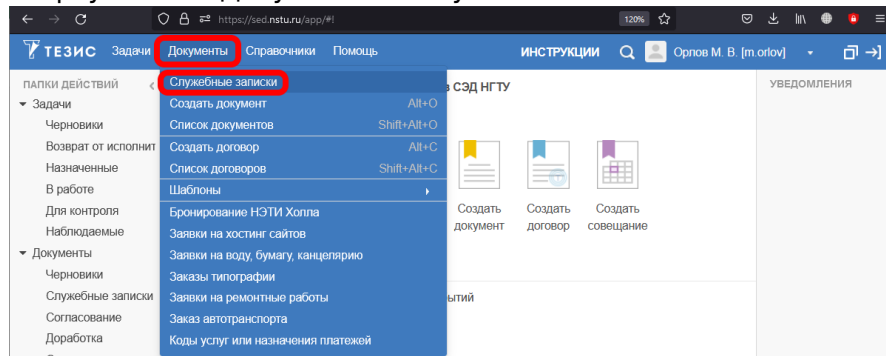 https://sed.nstu.ru/app/#!
120%
ТЕЗИС Задачи Документы Справочники Помощь ИНСТРУКЦИИ Орлов М. В. [m.orlov]
ПАПКИ ДЕЙСТВИЙ
Задачи
Черновики
Возврат от исполнит
Назначенные
В работе
Для контроля
Наблюдаемые
Документы
Черновики
Служебные записки
Согласование
Доработка
Служебные записки
Создать документ Alt+O
Список документов Shift+Alt+O
Создать договор Alt+C
Список договоров Shift+Alt+C
Шаблоны
Бронирование НЭТИ Холла
Заявки на хостинг сайтов
Заявки на воду, бумагу, канцелярию
Заказы типографии
Заявки на ремонтные работы
Заказ автотранспорта
Коды услуг или назначения платежей
в СЭД НГТУ
Создать документ
Создать договор
Создать совещание
ытий
УВЕДОМЛЕНИЯ